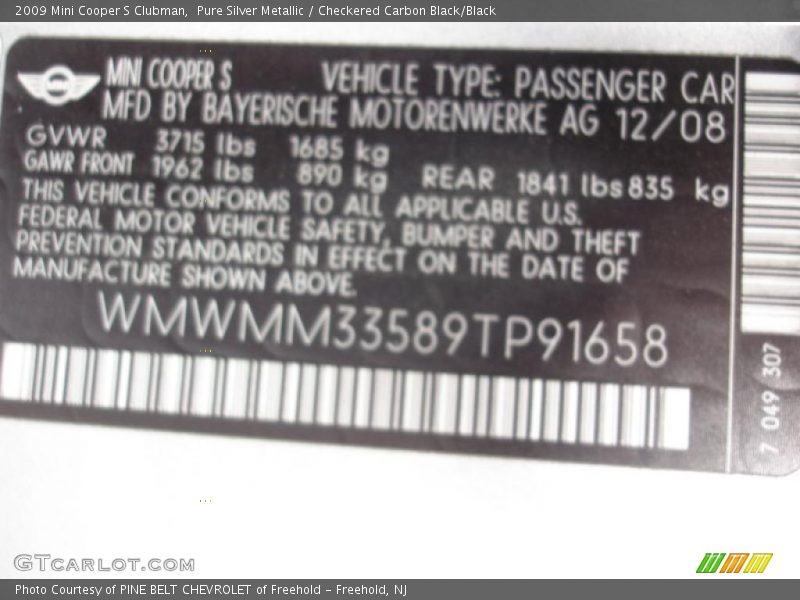 2009 Mini Cooper S Clubman,  Pure Silver Metallic / Checkered Carbon Black/Black
MINI COOPER S VEHICLE TYPE: PASSENGER CAR
MFD BY BAYERISCHE MOTORENWERKE AG 12/08
GVWR 3715 lbs 1685 kg
GAWR FRONT 1962 lbs 890 kg REAR 1841 lbs 835 kg
THIS VEHICLE CONFORMS TO ALL APPLICABLE U.S.
FEDERAL MOTOR VEHICLE SAFETY, BUMPER AND THEFT
PREVENTION STANDARDS IN EFFECT ON THE DATE OF
MANUFACTURE SHOWN ABOVE.
WMWMM33589TP91658
7 049 307
GTCARLOT.COM
Photo Courtesy of PINE BELT CHEVROLET of Freehold - Freehold, NJ